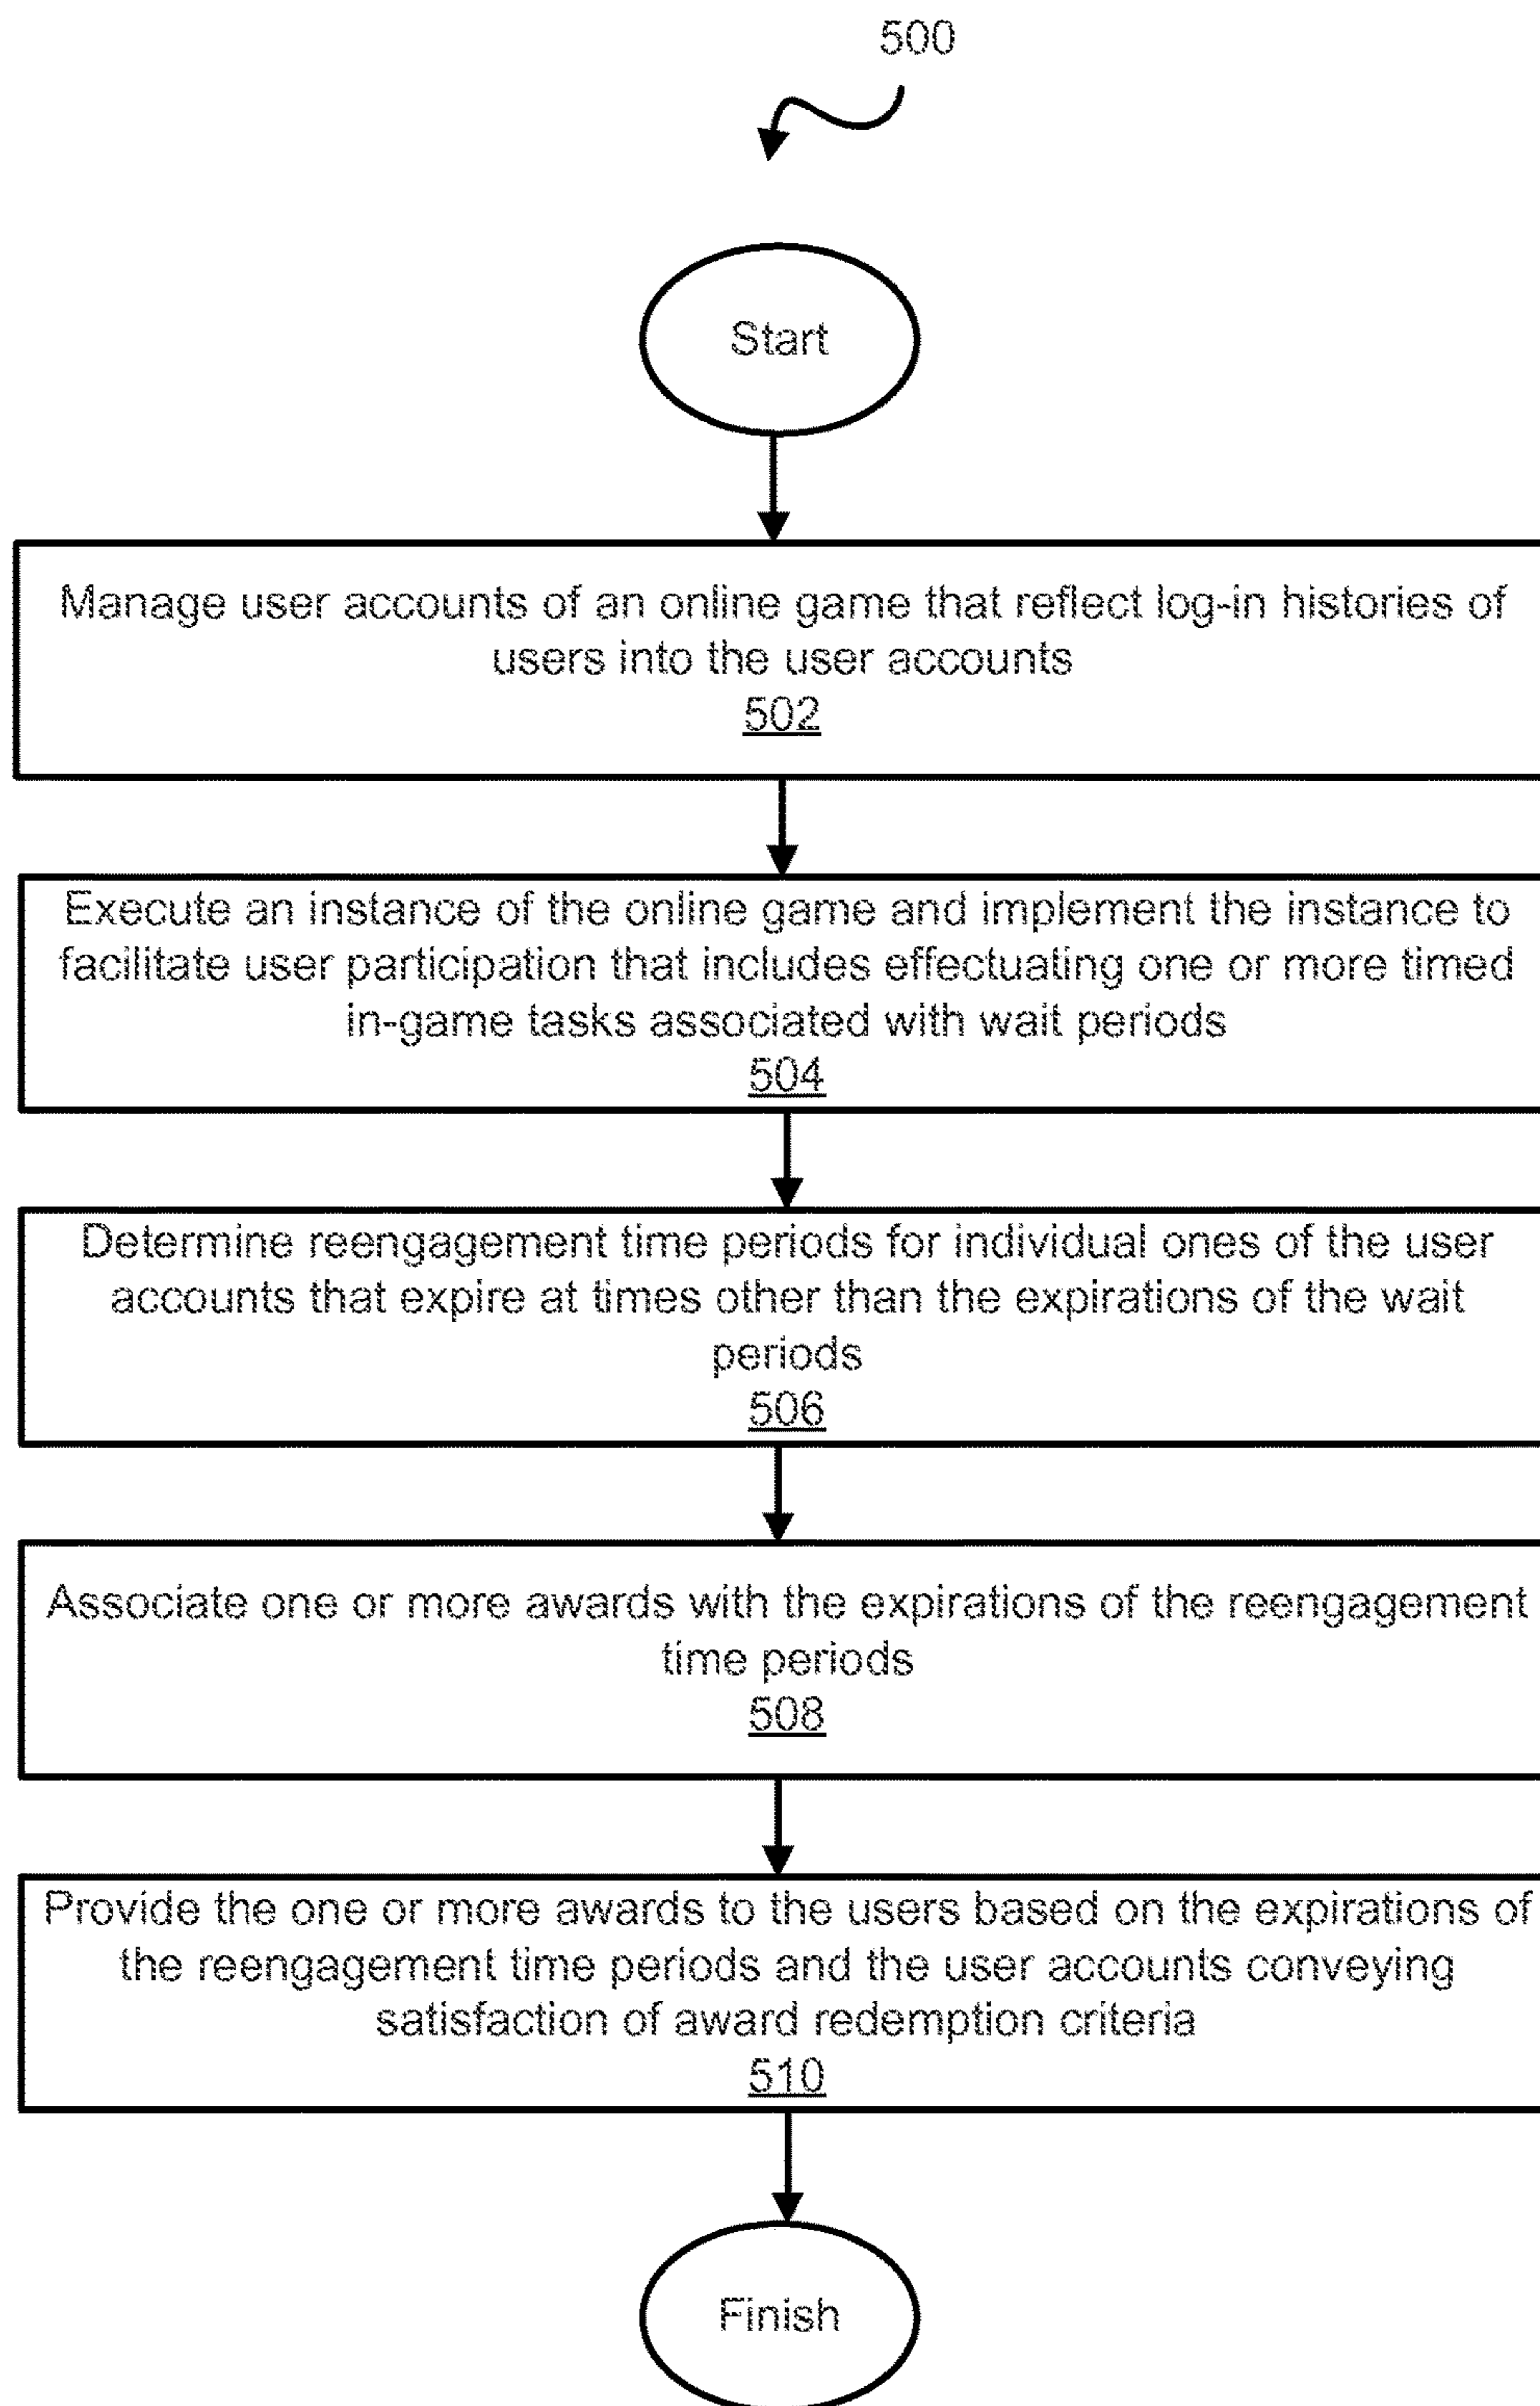 500
Start
Manage user accounts of an online game that reflect log-in histories of
users into the user accounts
502
Execute an instance of the online game and implement the instance to
facilitate user participation that includes effectuating one or more timed
in-game tasks associated with wait periods
504
Determine reengagement time periods for individual ones of the user
accounts that expire at times other than the expirations of the wait
periods
506
Associate one or more awards with the expirations of the reengagement
time periods
508
Provide the one or more awards to the users based on the expirations of
the reengagement time periods and the user accounts conveying
satisfaction of award redemption criteria
510
Finish